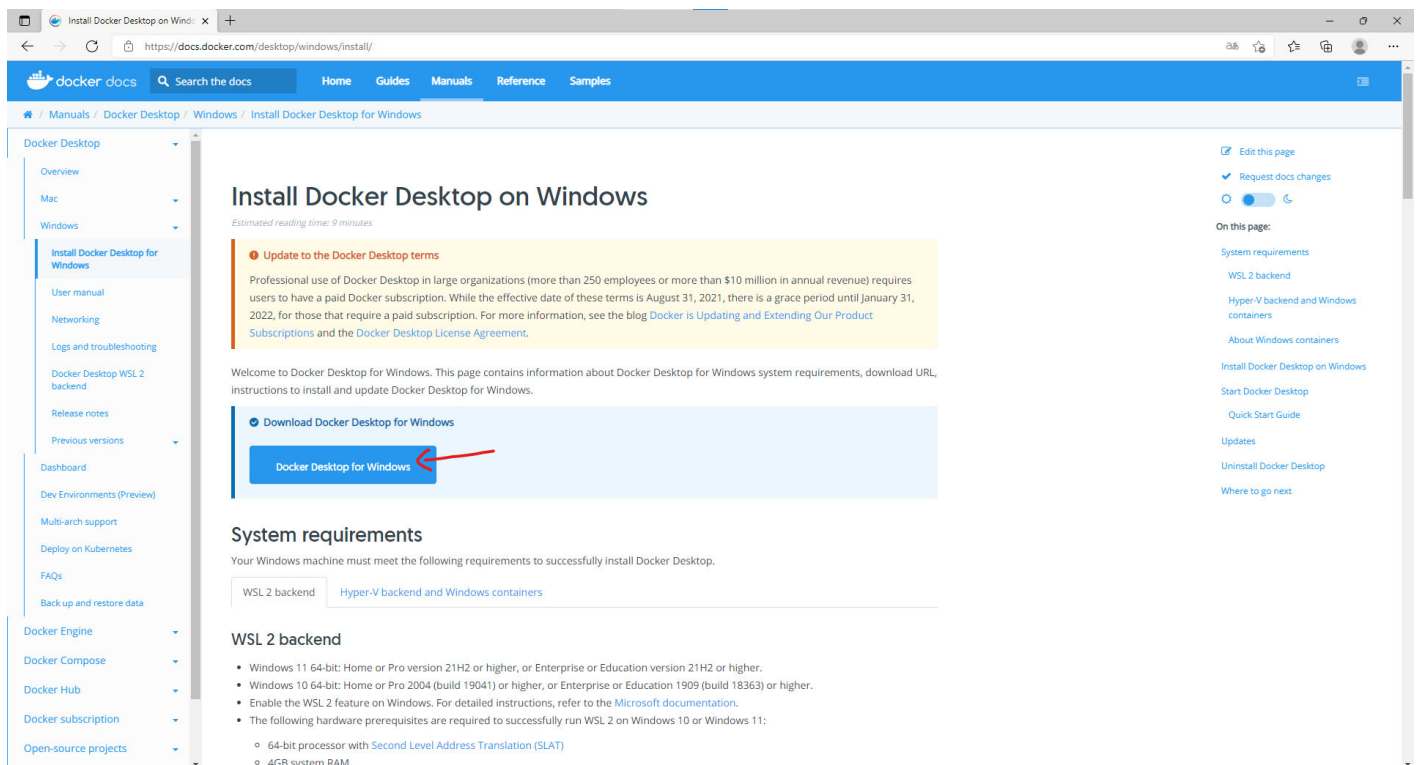 Install Docker Desktop on Windo
https://docs.docker.com/desktop/windows/install/
docker docs
Search the docs
Home
Guides
Manuals
Reference
Samples
/ Manuals / Docker Desktop / Windows / Install Docker Desktop for Windows
Docker Desktop
Overview
Mac
Windows
Install Docker Desktop for
Windows
User manual
Networking
Logs and troubleshooting
Docker Desktop WSL 2
backend
Release notes
Previous versions
Dashboard
Dev Environments (Preview)
Multi-arch support
Deploy on Kubernetes
FAQs
Back up and restore data
Docker Engine
Docker Compose
Docker Hub
Docker subscription
Open-source projects
Install Docker Desktop on Windows
Estimated reading time: 9 minutes
Update to the Docker Desktop terms
Professional use of Docker Desktop in large organizations (more than 250 employees or more than $10 million in annual revenue) requires
users to have a paid Docker subscription. While the effective date of these terms is August 31, 2021, there is a grace period until January 31,
2022, for those that require a paid subscription. For more information, see the blog Docker is Updating and Extending Our Product
Subscriptions and the Docker Desktop License Agreement.
Welcome to Docker Desktop for Windows. This page contains information about Docker Desktop for Windows system requirements, download URL,
instructions to install and update Docker Desktop for Windows.
Download Docker Desktop for Windows
Docker Desktop for Windows
System requirements
Your Windows machine must meet the following requirements to successfully install Docker Desktop.
WSL 2 backend
Hyper-V backend and Windows containers
WSL 2 backend
• Windows 11 64-bit: Home or Pro version 21H2 or higher, or Enterprise or Education version 21H2 or higher.
• Windows 10 64-bit: Home or Pro 2004 (build 19041) or higher, or Enterprise or Education 1909 (build 18363) or higher.
• Enable the WSL 2 feature on Windows. For detailed instructions, refer to the Microsoft documentation.
• The following hardware prerequisites are required to successfully run WSL 2 on Windows 10 or Windows 11:
◦ 64-bit processor with Second Level Address Translation (SLAT)
◦ 4GB system RAM
Edit this page
Request docs changes
On this page:
System requirements
WSL 2 backend
Hyper-V backend and Windows
containers
About Windows containers
Install Docker Desktop on Windows
Start Docker Desktop
Quick Start Guide
Updates
Uninstall Docker Desktop
Where to go next